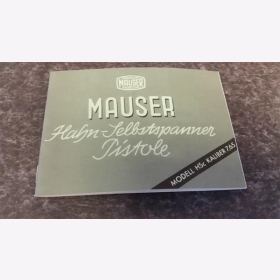 MAUSER
MAUSER
Hahn-Selbstspanner
Pistole
MODELL HSc KALIBER 7,65